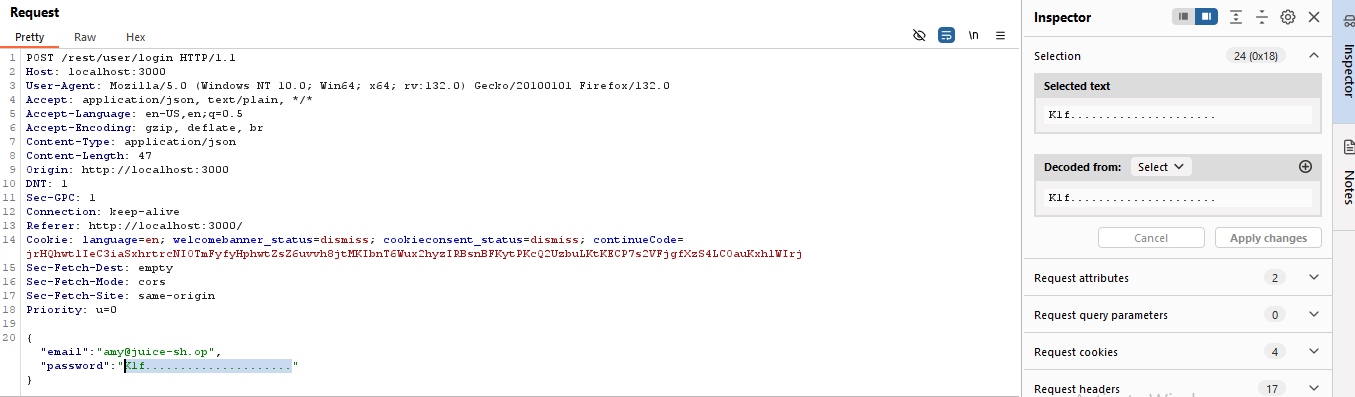 Request
Pretty Raw Hex
\n
1 POST /rest/user/login HTTP/1.1
2 Host: localhost:3000
3 User-Agent: Mozilla/5.0 (Windows NT 10.0; Win64; x64; rv:132.0) Gecko/20100101 Firefox/132.0
4 Accept: application/json, text/plain, */*
5 Accept-Language: en-US,en;q=0.5
6 Accept-Encoding: gzip, deflate, br
7 Content-Type: application/json
8 Content-Length: 47
9 Origin: http://localhost:3000
10 DNT: 1
11 Sec-GPC: 1
12 Connection: keep-alive
13 Referer: http://localhost:3000/
14 Cookie: language=en; welcomebanner_status=dismiss; cookieconsent_status=dismiss; continueCode=
15 Sec-Fetch-Dest: empty
16 Sec-Fetch-Mode: cors
17 Sec-Fetch-Site: same-origin
18 Priority: u=0
19
20 {
"email":"amy@juice-sh.op",
"password":"K1f....................."
}
Inspector
Selection 24 (0x18)
Selected text
K1f.....................
Decoded from: Select
K1f.....................
Cancel Apply changes
Request attributes 2
Request query parameters 0
Request cookies 4
Request headers 17
Inspector
Notes